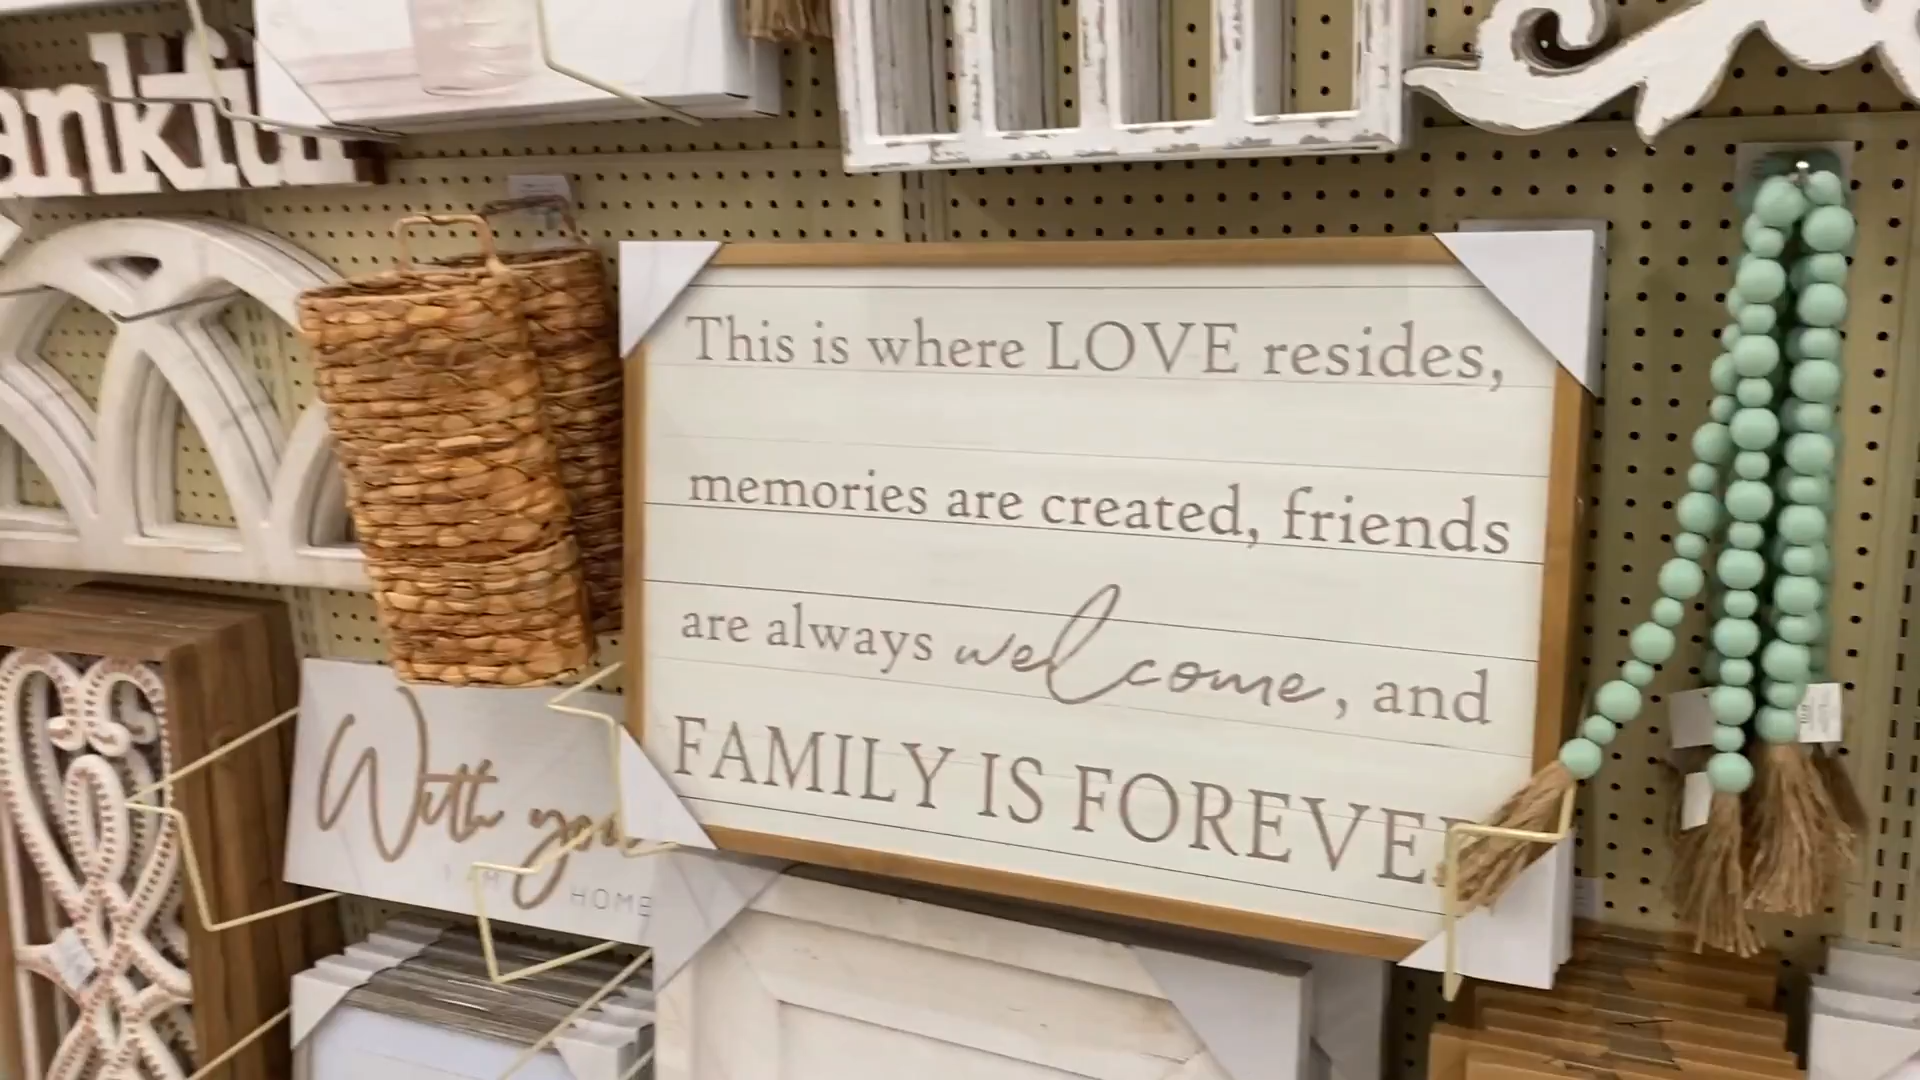 This is where LOVE resides,
memories are created, friends
are always welcome, and
FAMILY IS FOREVE
With you
I AM HOME